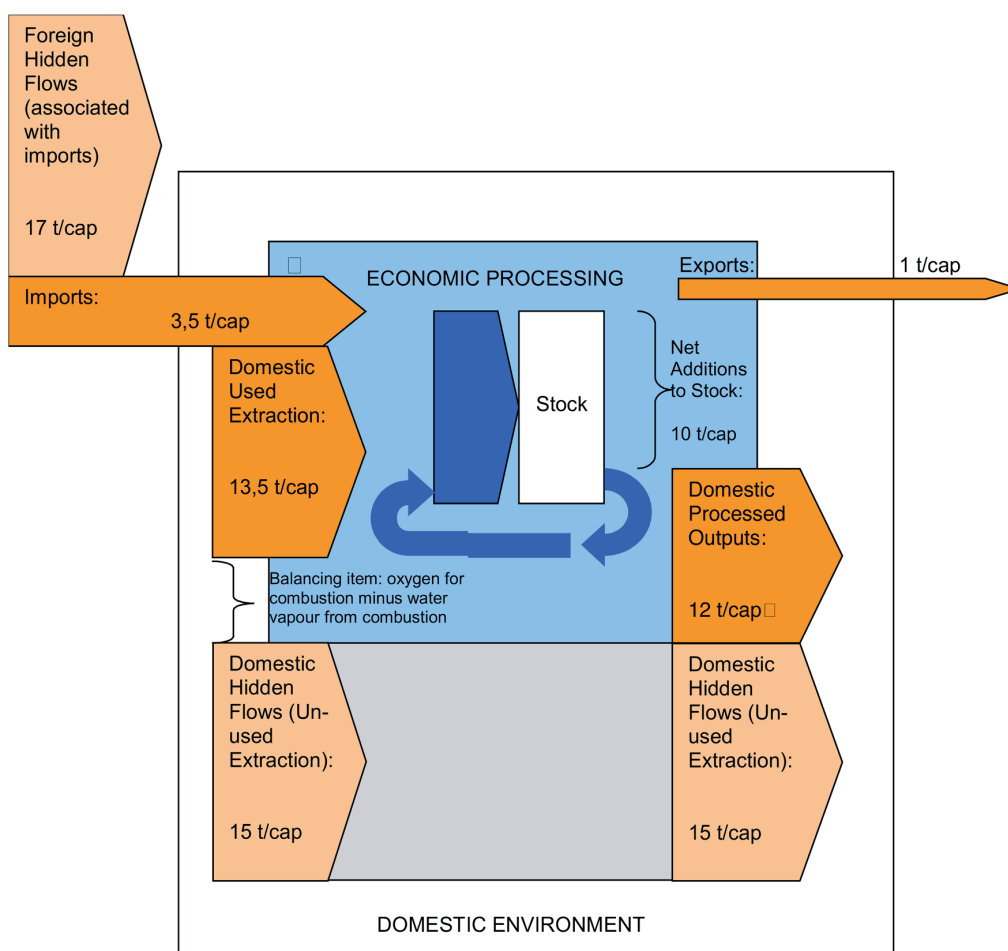 Foreign
Hidden
Flows
(associated
with
imports)
17 t/cap
Imports:
3,5 t/cap
ECONOMIC PROCESSING
Exports:
1 t/cap
Domestic
Used
Extraction:
13,5 t/cap
Stock
Net
Additions
to Stock:
10 t/cap
Balancing item: oxygen for
combustion minus water
vapour from combustion
Domestic
Processed
Outputs:
12 t/cap
Domestic
Hidden
Flows (Un-
used
Extraction):
15 t/cap
Domestic
Hidden
Flows (Un-
used
Extraction):
15 t/cap
DOMESTIC ENVIRONMENT